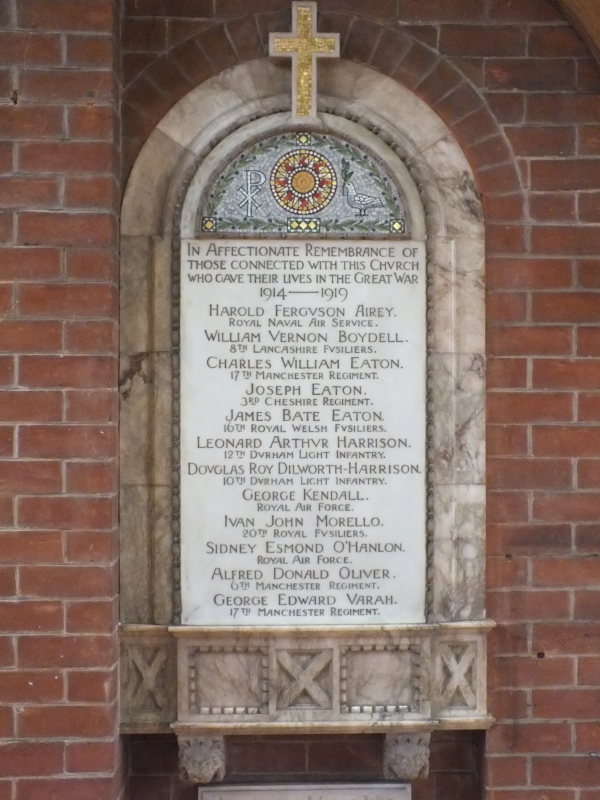 In Affectionate Remembrance of
those connected with this Chvrch
who gave their lives in the Great War
1914—1919
Harold Fergvson Airey.
Royal Naval Air Service.
William Vernon Boydell.
8th Lancashire Fvsiliers.
Charles William Eaton.
17th Manchester Regiment.
Joseph Eaton.
3rd Cheshire Regiment.
James Bate Eaton.
16th Royal Welsh Fvsiliers.
Leonard Arthvr Harrison.
12th Dvrham Light Infantry.
Dovglas Roy Dilworth-Harrison.
10th Dvrham Light Infantry.
George Kendall.
Royal Air Force.
Ivan John Morello.
20th Royal Fvsiliers.
Sidney Esmond O'Hanlon.
Royal Air Force.
Alfred Donald Oliver.
6th Manchester Regiment.
George Edward Varah.
17th Manchester Regiment.